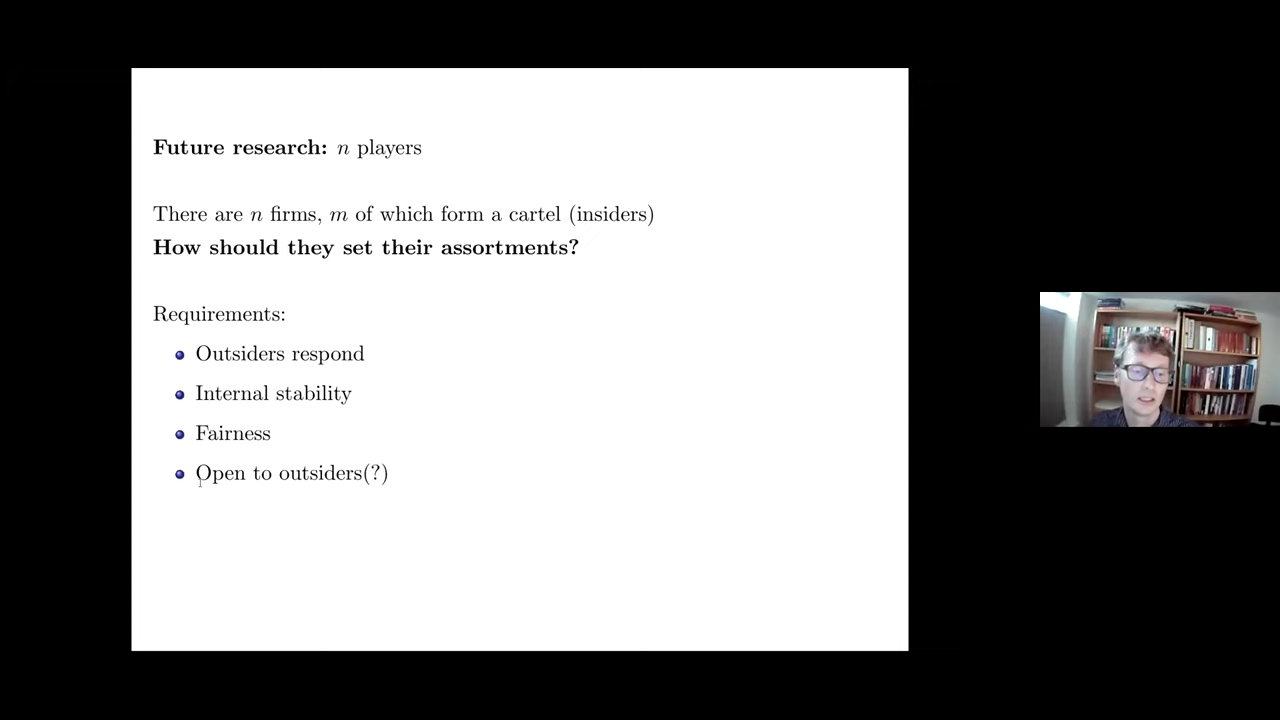 Future research: n players
There are n firms, m of which form a cartel (insiders)
How should they set their assortments?
Requirements:
Outsiders respond
Internal stability
Fairness
Open to outsiders(?)